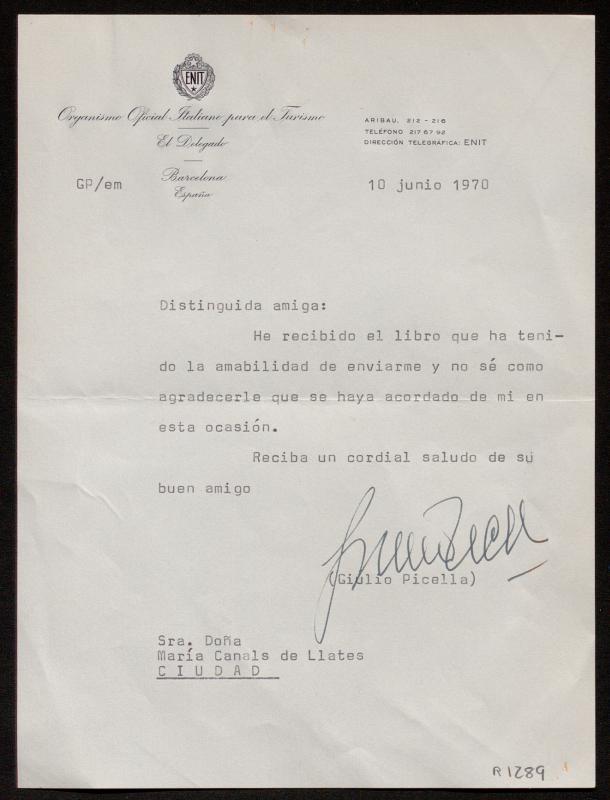 ENIT
Organismo Oficial Italiano para el Turismo
El Delegado
Barcelona
España
ARIBAU, 212 - 216
TELÉFONO 217 67 92
DIRECCIÓN TELEGRÁFICA: ENIT
GP/em
10 junio 1970
Distinguida amiga:
He recibido el libro que ha teni-
do la amabilidad de enviarme y no sé como
agradecerle que se haya acordado de mi en
esta ocasión.
Reciba un cordial saludo de su
buen amigo
(Giulio Picella)
Sra. Doña
María Canals de Llates
CIUDAD
R1289